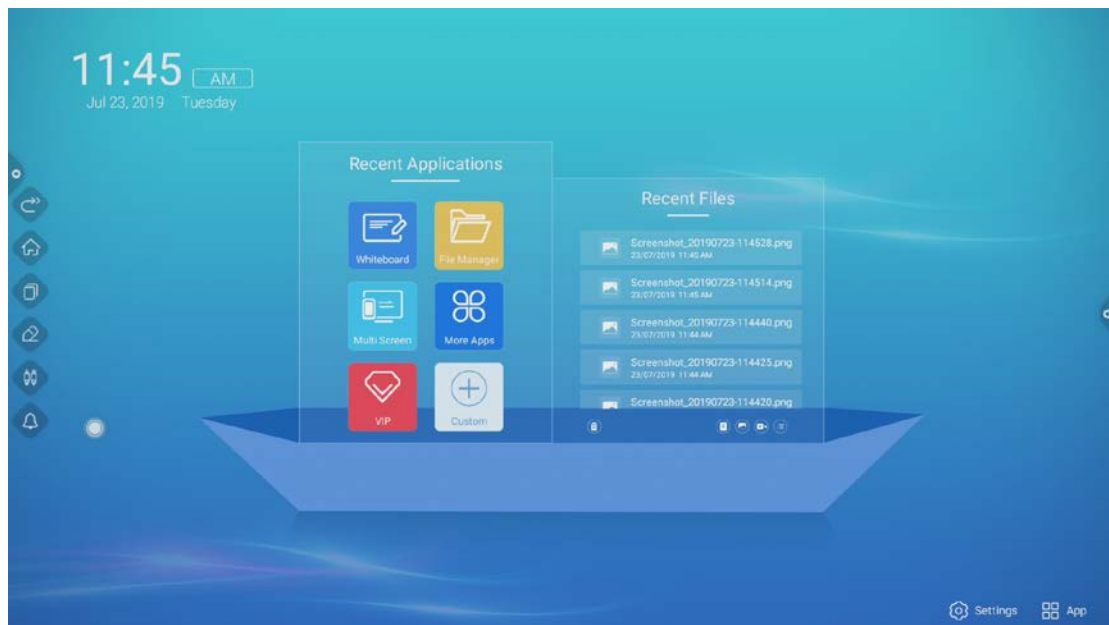 11:45 AM
Jul 23, 2019 Tuesday
Recent Applications
Whiteboard
File Manager
Multi Screen
More Apps
VIP
Custom
Recent Files
Screenshot_20190723-114528.png
23/07/2019 11:45 AM
Screenshot_20190723-114514.png
23/07/2019 11:45 AM
Screenshot_20190723-114440.png
23/07/2019 11:44 AM
Screenshot_20190723-114425.png
23/07/2019 11:44 AM
Screenshot_20190723-114420.png
Settings
App